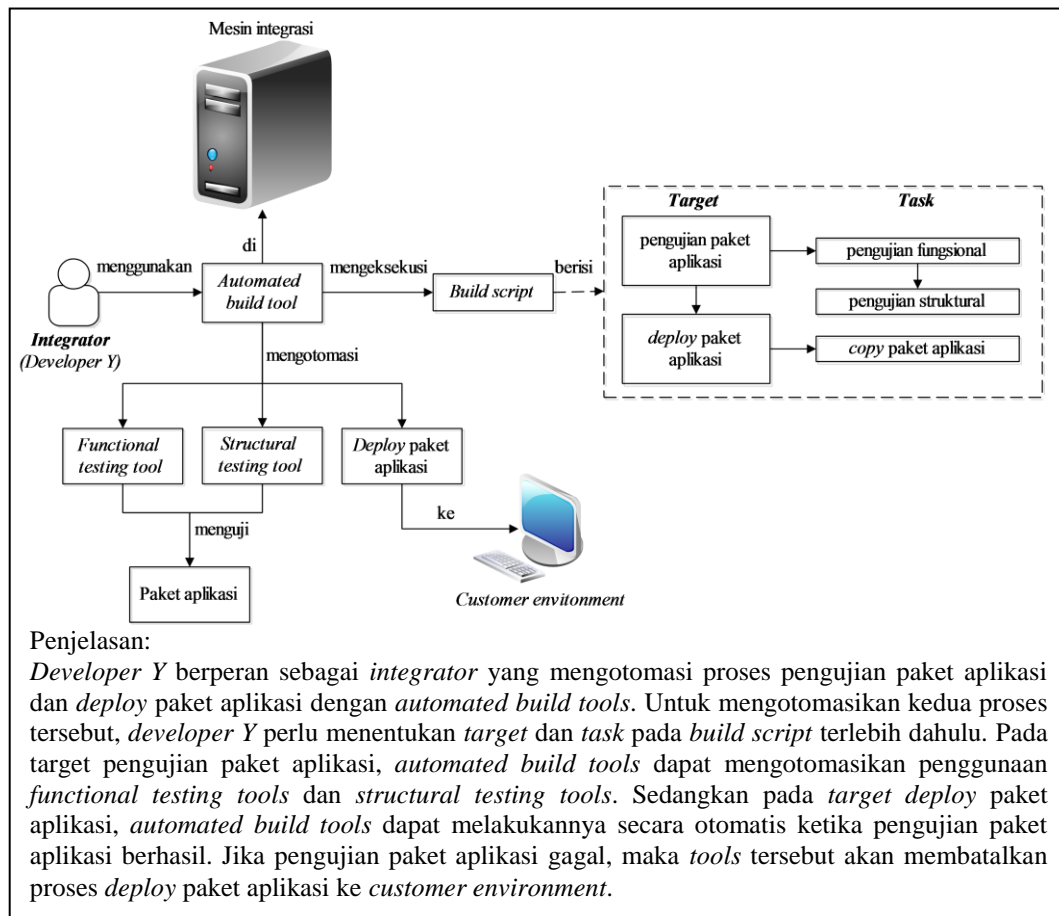 Mesin integrasi
Target
Task
pengujian paket
aplikasi
pengujian fungsional
di
menggunakan
mengeksekusi
berisi
Automated
build tool
Build script
pengujian struktural
Integrator
(Developer Y)
mengotomasi
deploy paket
aplikasi
copy paket aplikasi
Functional
testing tool
Structural
testing tool
Deploy paket
aplikasi
menguji
ke
Paket aplikasi
Customer envitonment
Penjelasan:
Developer Y berperan sebagai integrator yang mengotomasi proses pengujian paket aplikasi
dan deploy paket aplikasi dengan automated build tools. Untuk mengotomasikan kedua proses
tersebut, developer Y perlu menentukan target dan task pada build script terlebih dahulu. Pada
target pengujian paket aplikasi, automated build tools dapat mengotomasikan penggunaan
functional testing tools dan structural testing tools. Sedangkan pada target deploy paket
aplikasi, automated build tools dapat melakukannya secara otomatis ketika pengujian paket
aplikasi berhasil. Jika pengujian paket aplikasi gagal, maka tools tersebut akan membatalkan
proses deploy paket aplikasi ke customer environment.